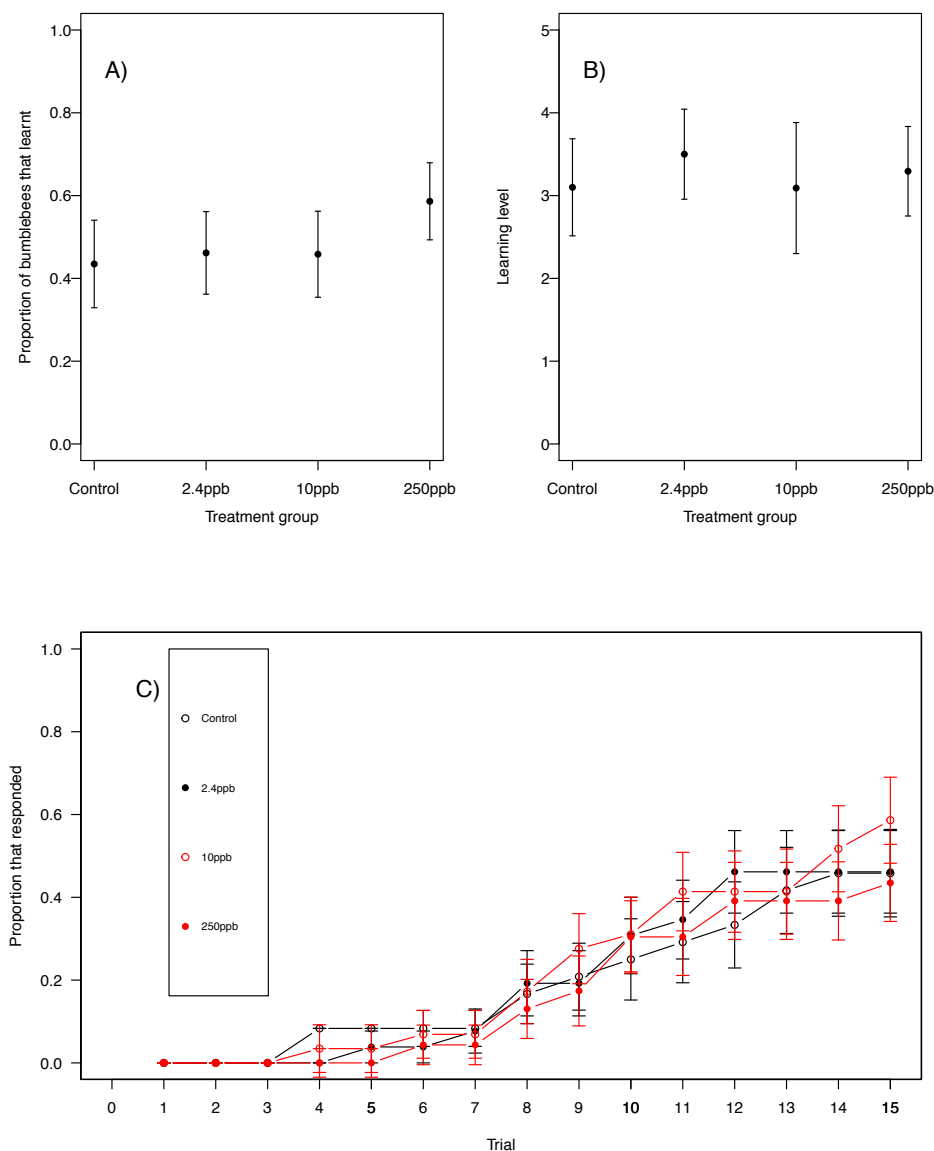 A)
Proportion of bumblebees that learnt
1.0
0.8
0.6
0.4
0.2
0.0
Control 2.4ppb 10ppb 250ppb
Treatment group
B)
Learning level
5
4
3
2
1
0
Control 2.4ppb 10ppb 250ppb
Treatment group
C)
Proportion that responded
1.0
0.8
0.6
0.4
0.2
0.0
Control
2.4ppb
10ppb
250ppb
0 1 2 3 4 5 6 7 8 9 10 11 12 13 14 15
Trial